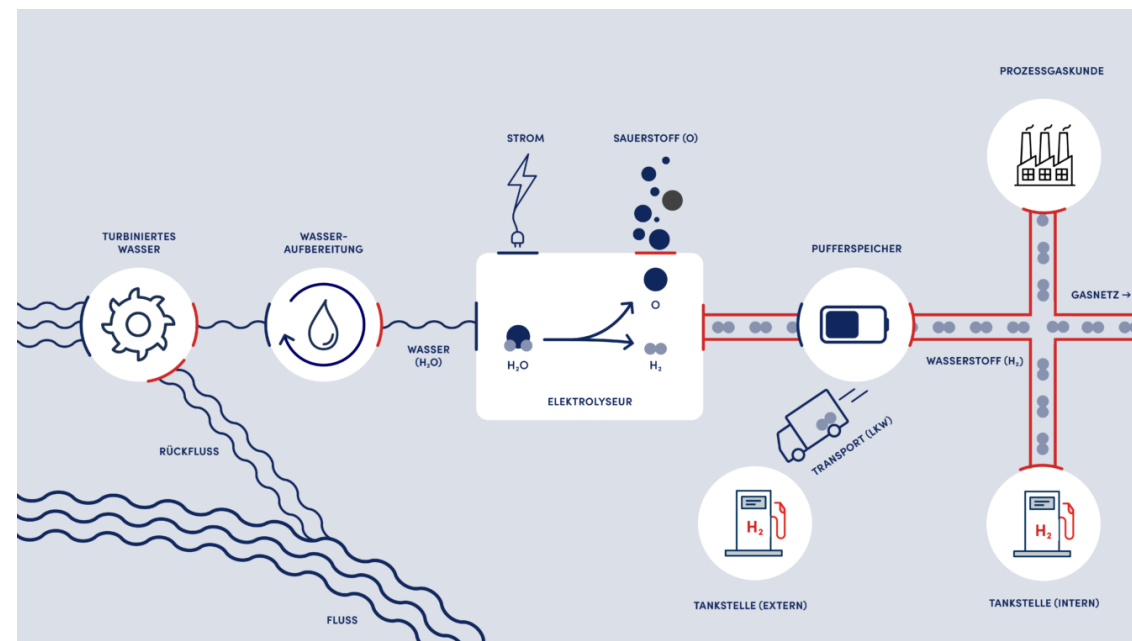 PROZESSGASKUNDE
STROM
SAUERSTOFF (O)
TURBINIERTES
WASSER
WASSER-
AUFBEREITUNG
PUFFERSPEICHER
GASNETZ →
O
WASSER
(H₂O)
H₂O
H₂
WASSERSTOFF (H₂)
ELEKTROLYSEUR
TRANSPORT (LKW)
RÜCKFLUSS
H₂
H₂
TANKSTELLE (EXTERN)
TANKSTELLE (INTERN)
FLUSS